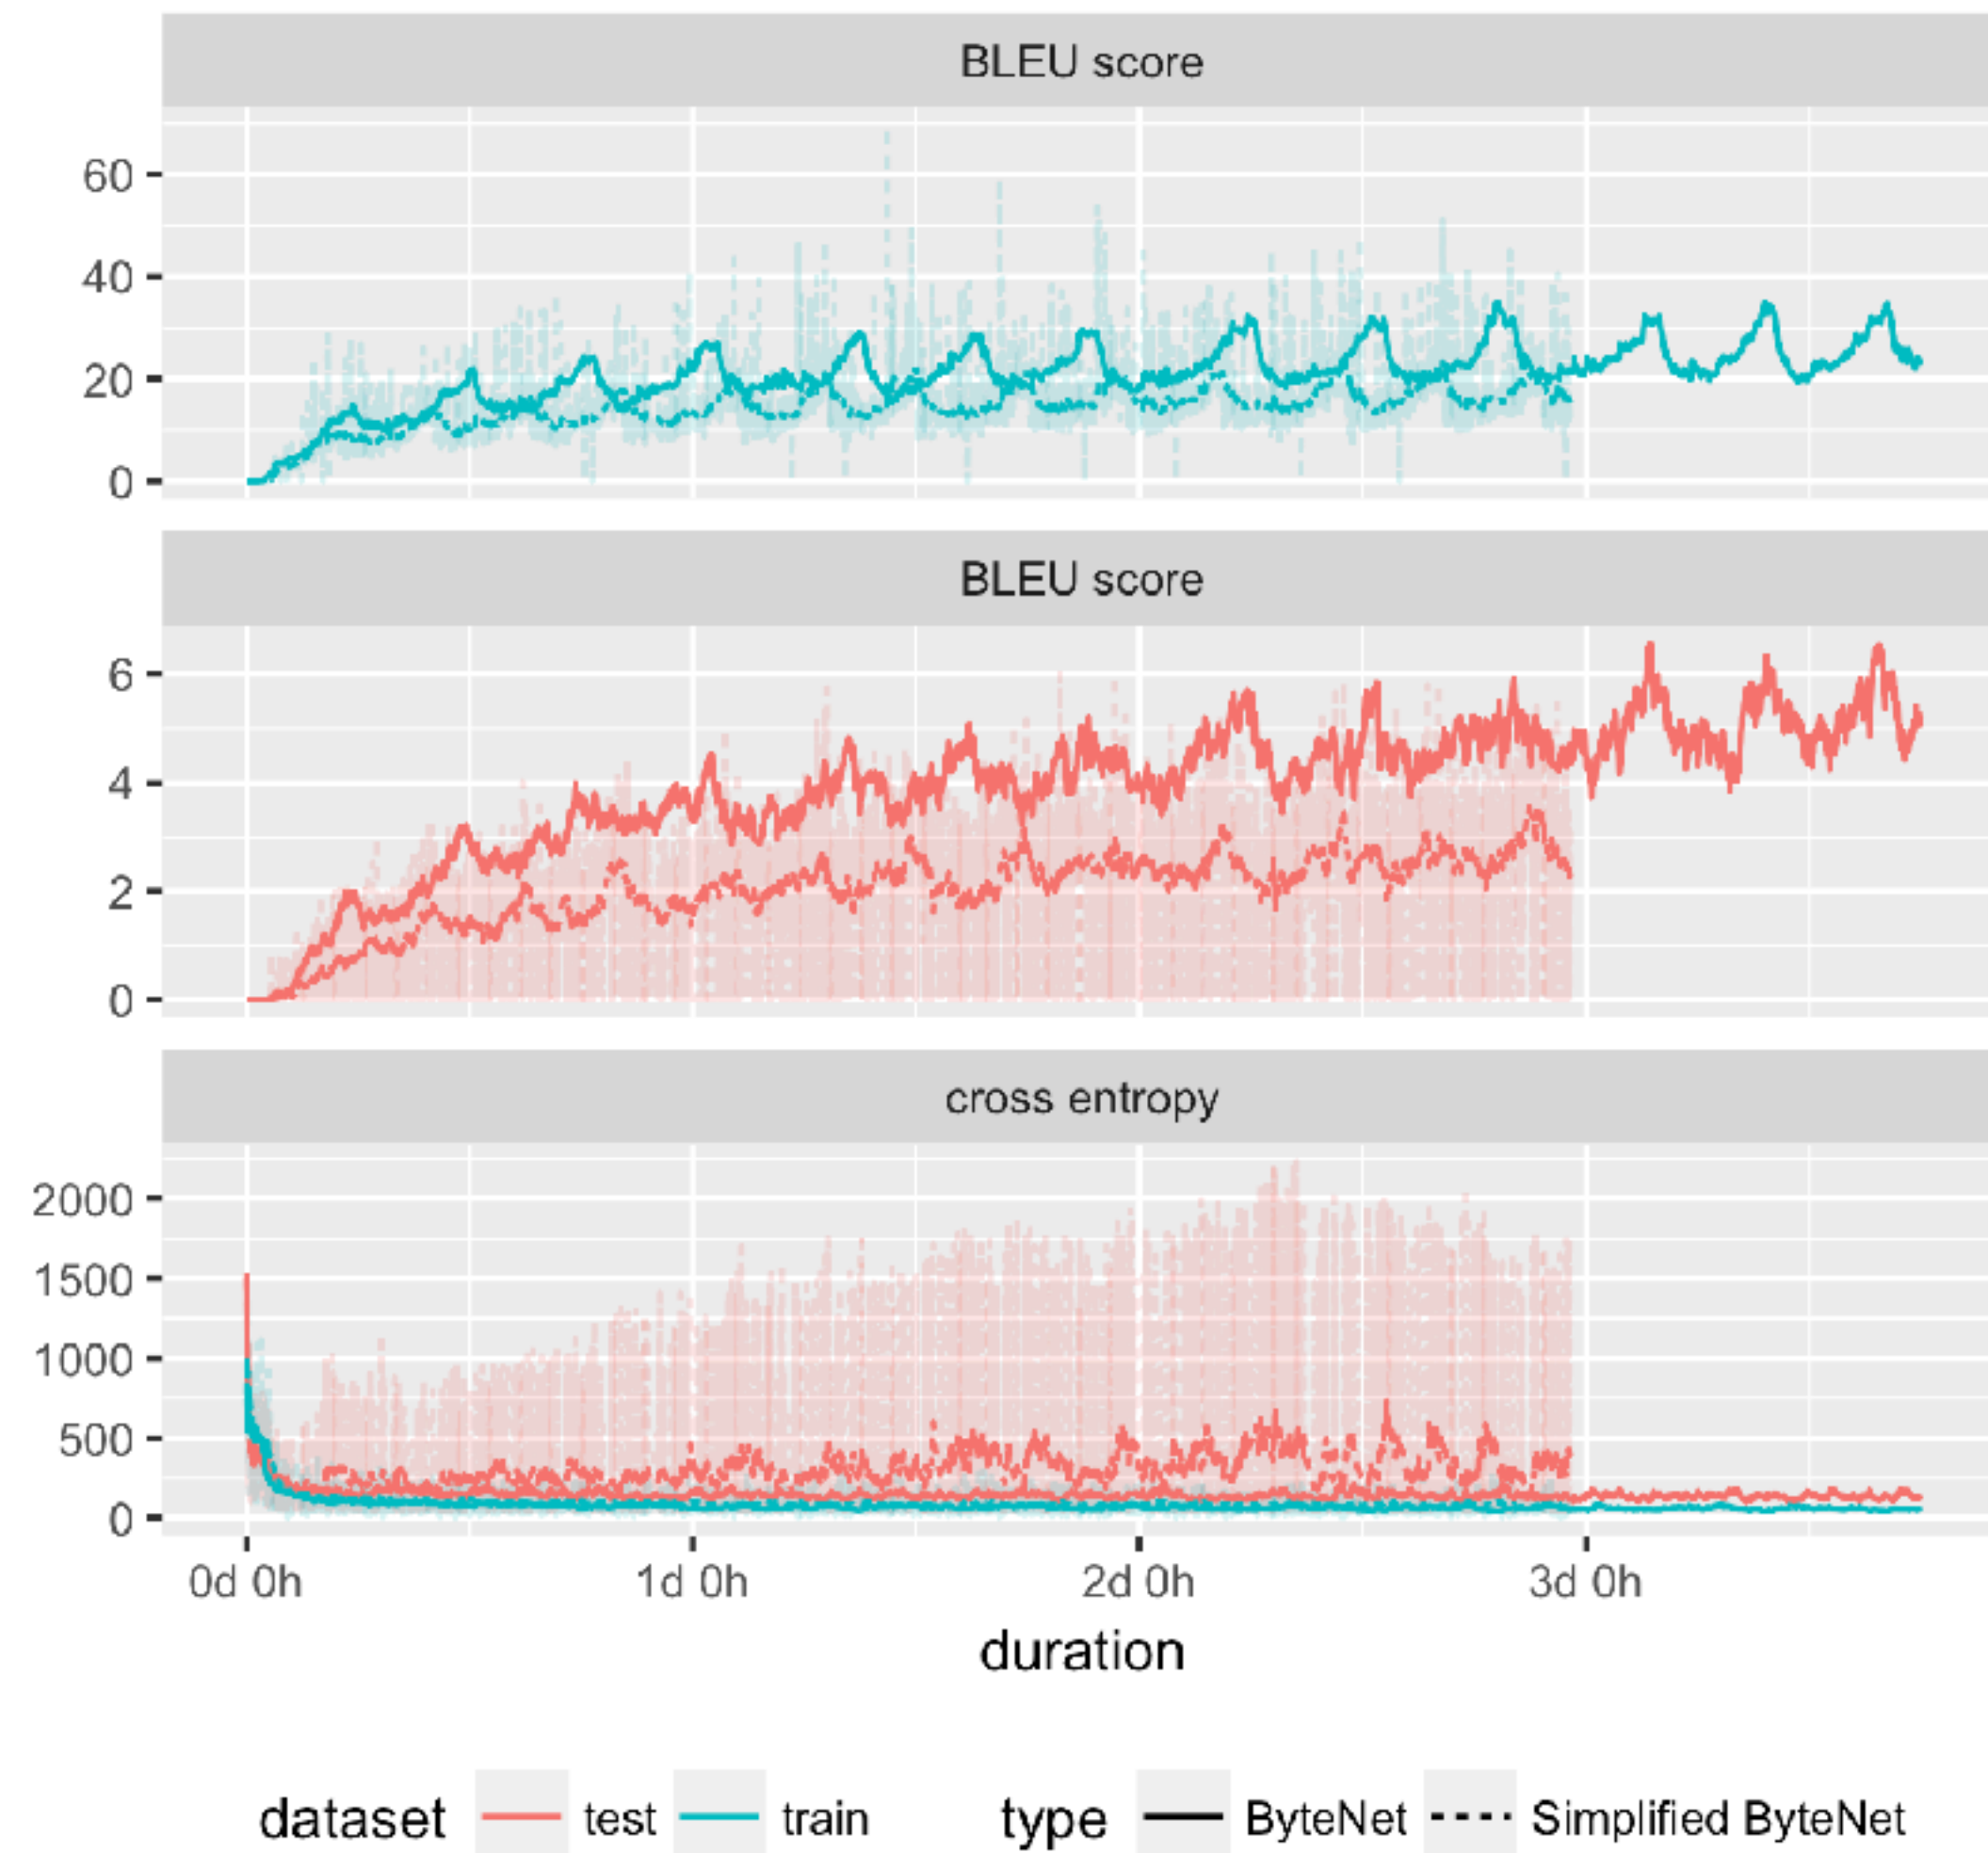 BLEU score
60
40
20
0
BLEU score
6
4
2
0
cross entropy
2000
1500
1000
500
0
0d 0h 1d 0h 2d 0h 3d 0h
duration
dataset test train type ByteNet Simplified ByteNet